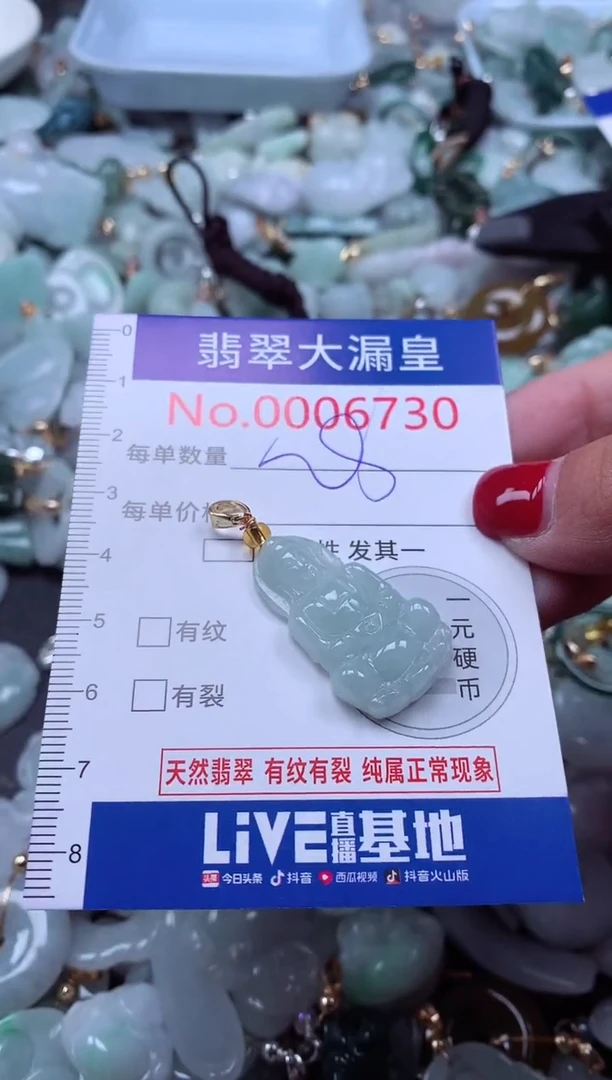 翡翠大漏皇
No.0006730
每单数量
每单价
性 发其一
有纹
有裂
一元硬币
天然翡翠 有纹有裂 纯属正常现象
LiVE直播基地
头条 今日头条 抖音 西瓜视频 抖音火山版
0
1
2
3
4
5
6
7
8